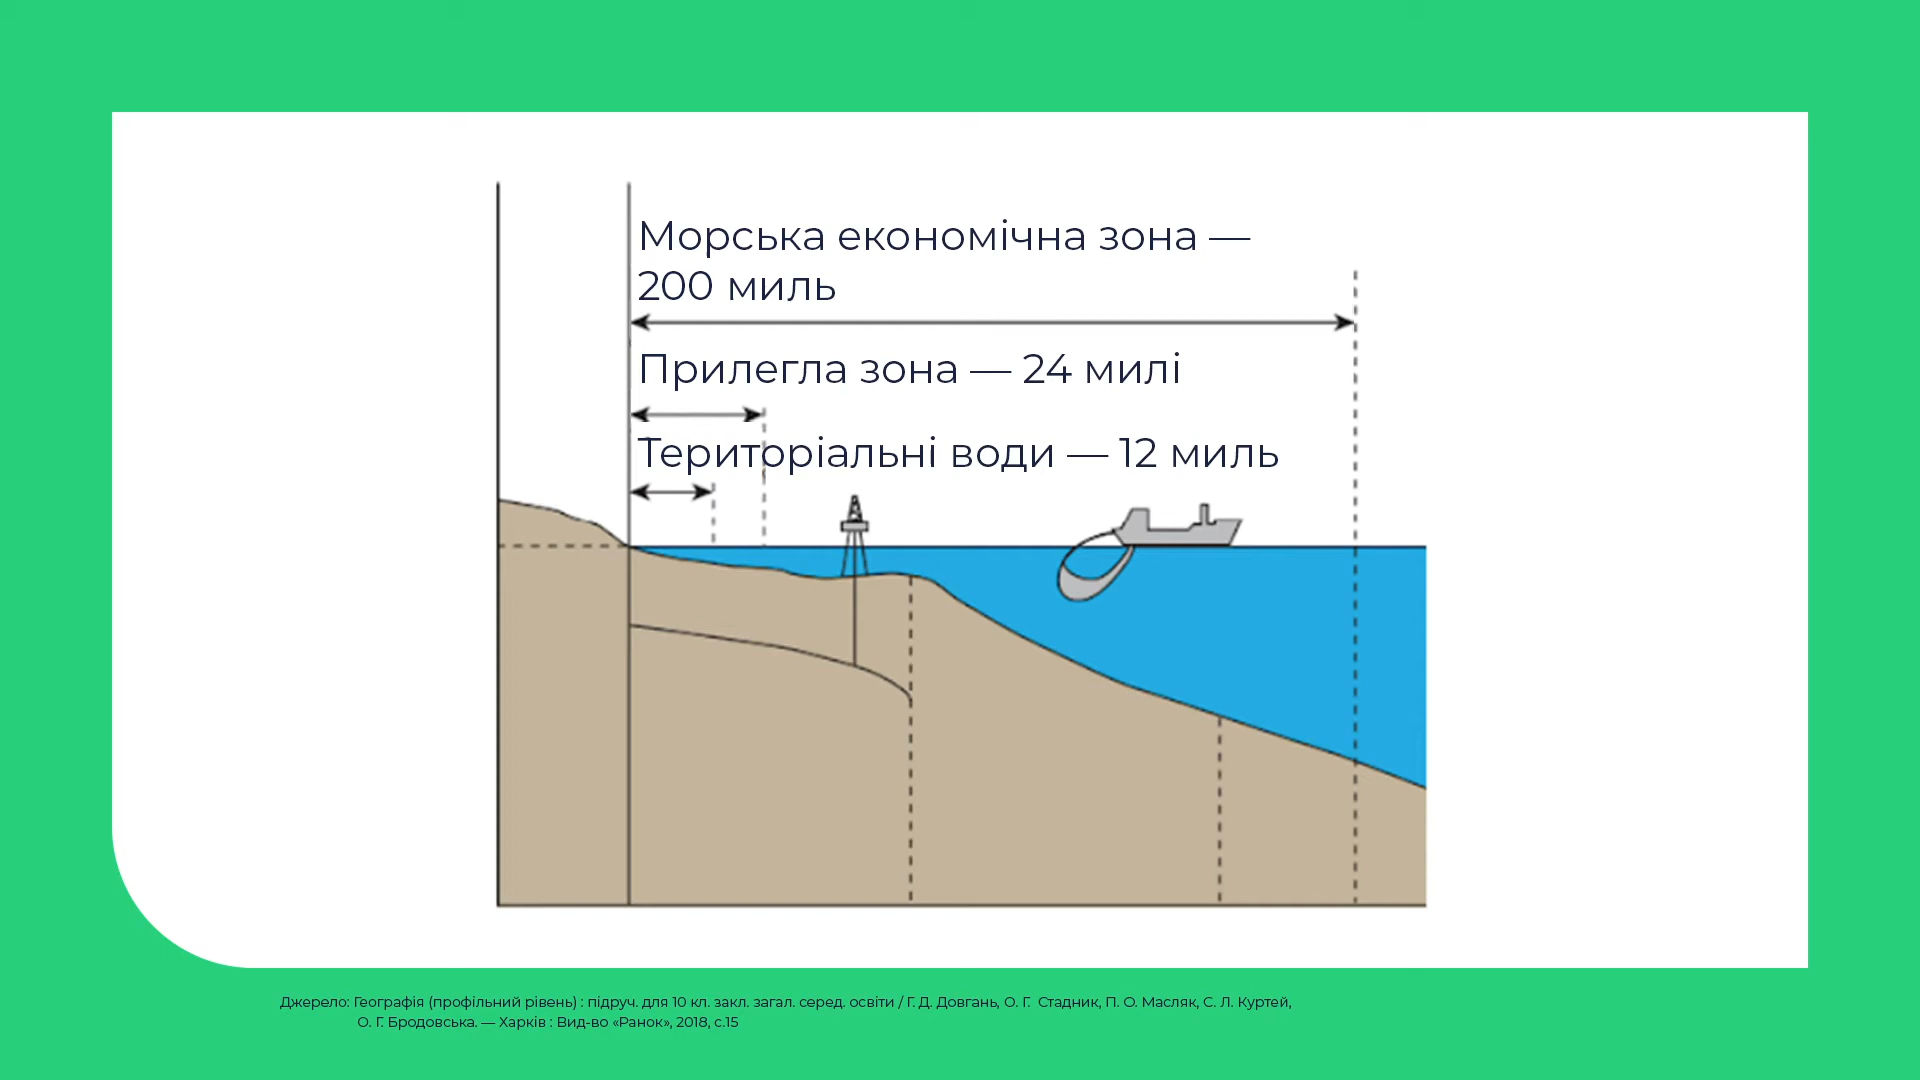 Морська економічна зона —
200 миль
Прилегла зона — 24 милі
Територіальні води — 12 миль
Джерело: Географія (профільний рівень) : підруч. для 10 кл. закл. загал. серед. освіти / Г. Д. Довгань, О. Г. Стадник, П. О. Масляк, С. Л. Куртей,
О. Г. Бродовська. — Харків : Вид-во «Ранок», 2018, с.15